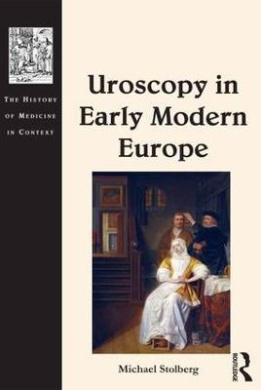 THE HISTORY
OF MEDICINE
IN CONTEXT
Uroscopy in
Early Modern
Europe
Michael Stolberg
ROUTLEDGE